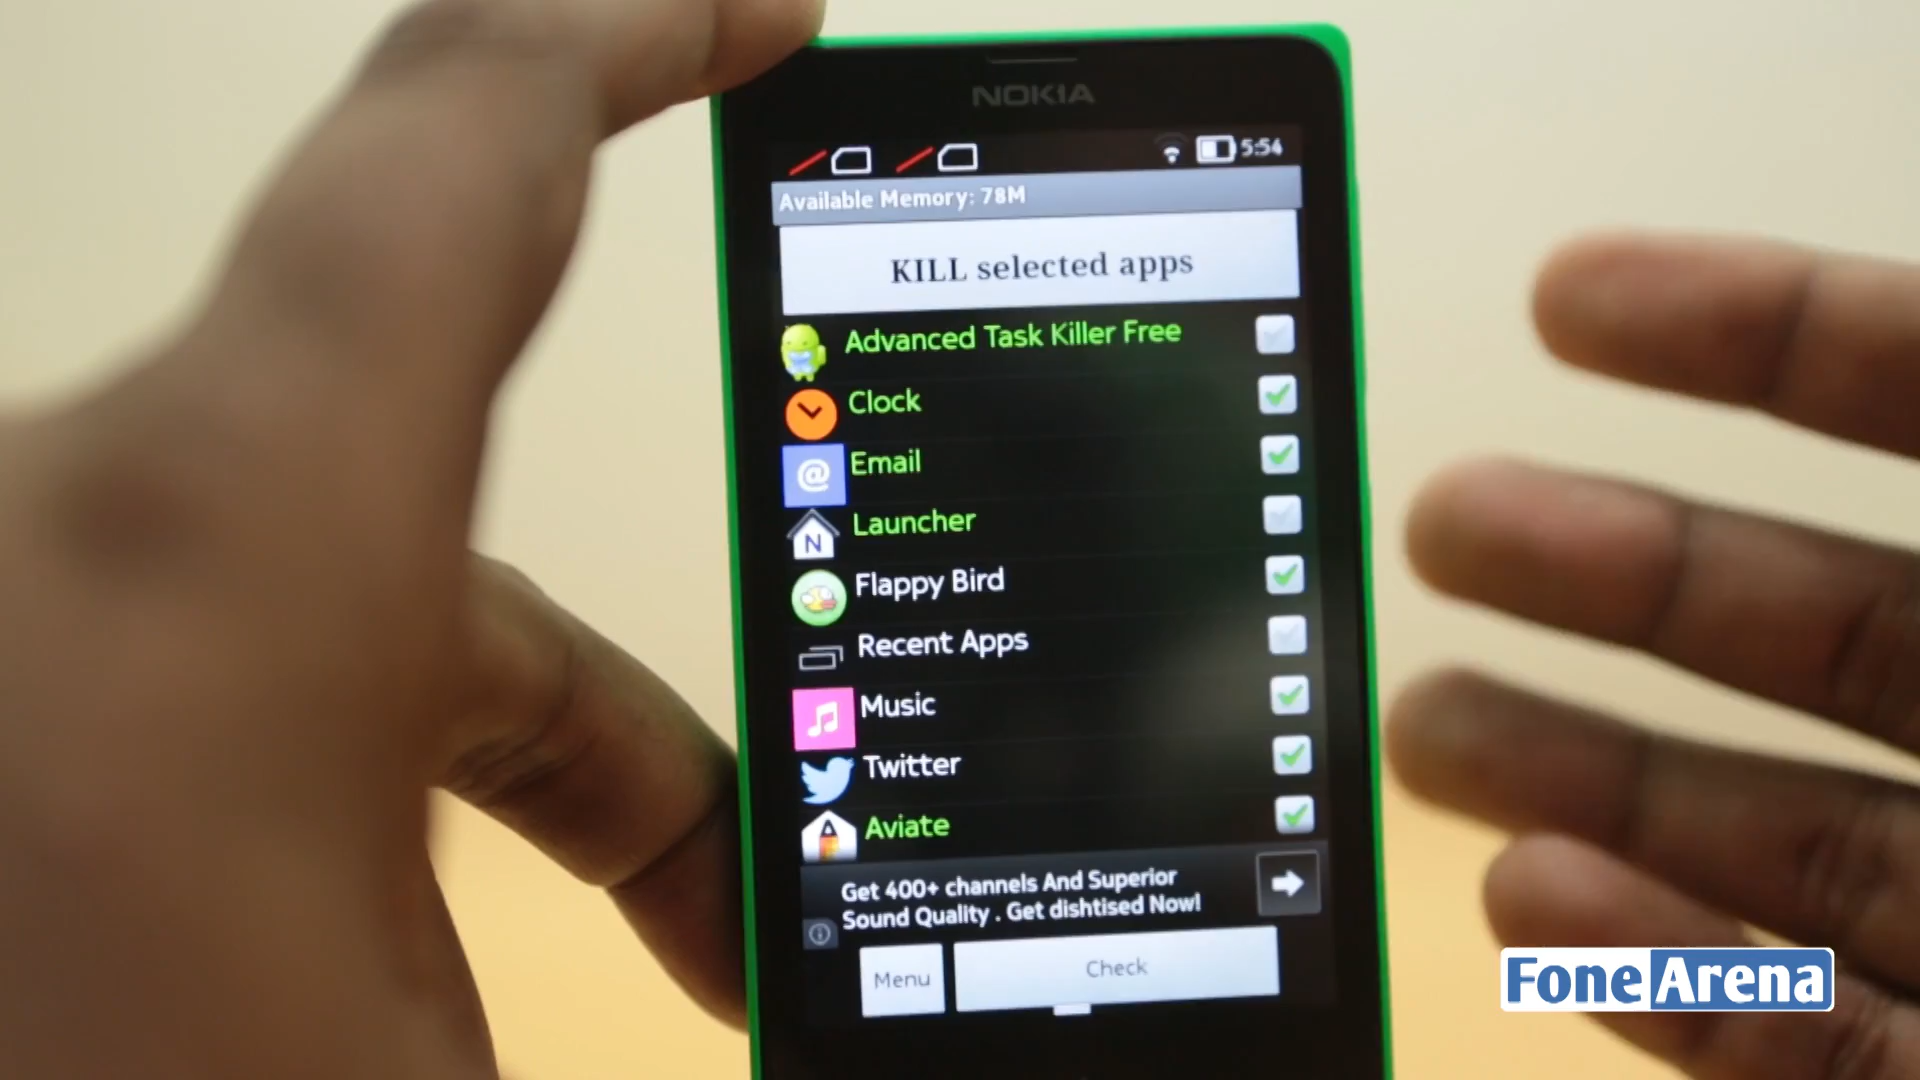 NOKIA
5:54
Available Memory: 78M
KILL selected apps
Advanced Task Killer Free
Clock
@
Email
N
Launcher
Flappy Bird
Recent Apps
Music
Twitter
A
Aviate
Get 400+ channels And Superior
Sound Quality . Get dishtised Now!
Menu
Check
FoneArena